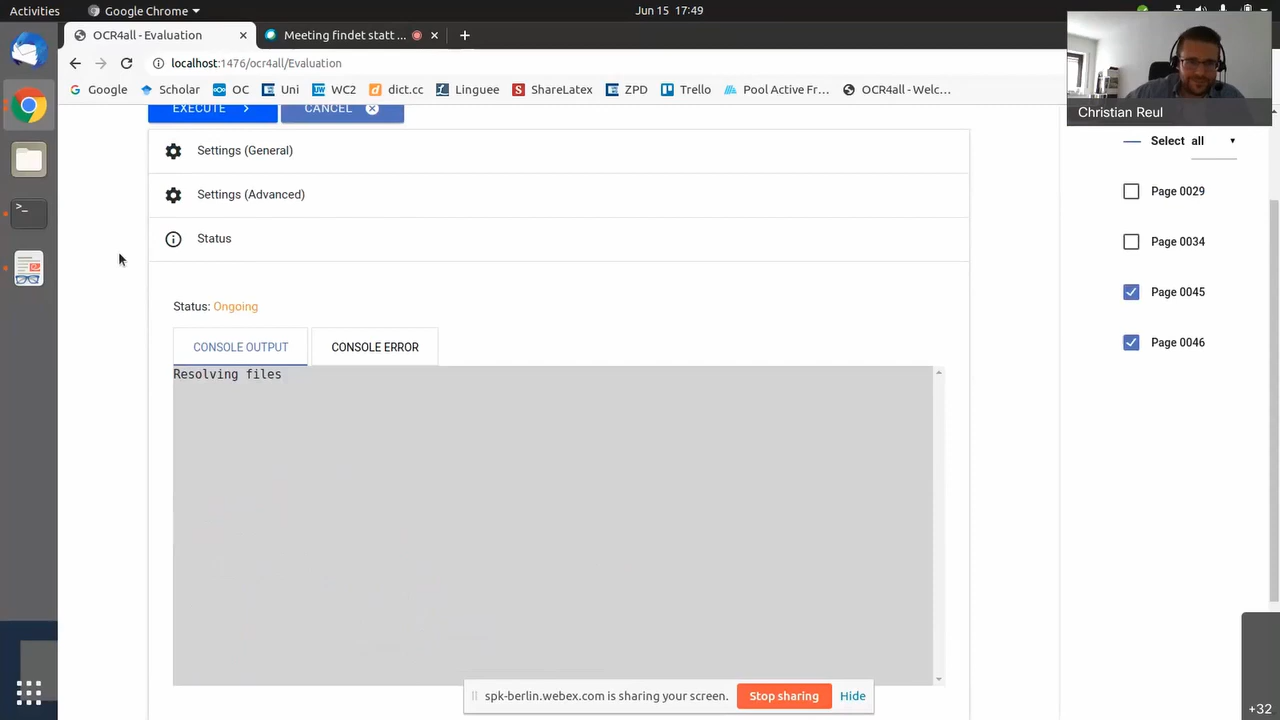 Activities
Google Chrome
Jun 15 17:49
OCR4all - Evaluation
Meeting findet statt ...
localhost:1476/ocr4all/Evaluation
Google
Scholar
OC
Uni
WC2
dict.cc
Linguee
ShareLatex
ZPD
Trello
Pool Active Fr...
OCR4all - Welc...
Christian Reul
EXECUTE
CANCEL
Settings (General)
Settings (Advanced)
Status
Status: Ongoing
CONSOLE OUTPUT
CONSOLE ERROR
Resolving files
Select all
Page 0029
Page 0034
Page 0045
Page 0046
spk-berlin.webex.com is sharing your screen.
Stop sharing
Hide
+32